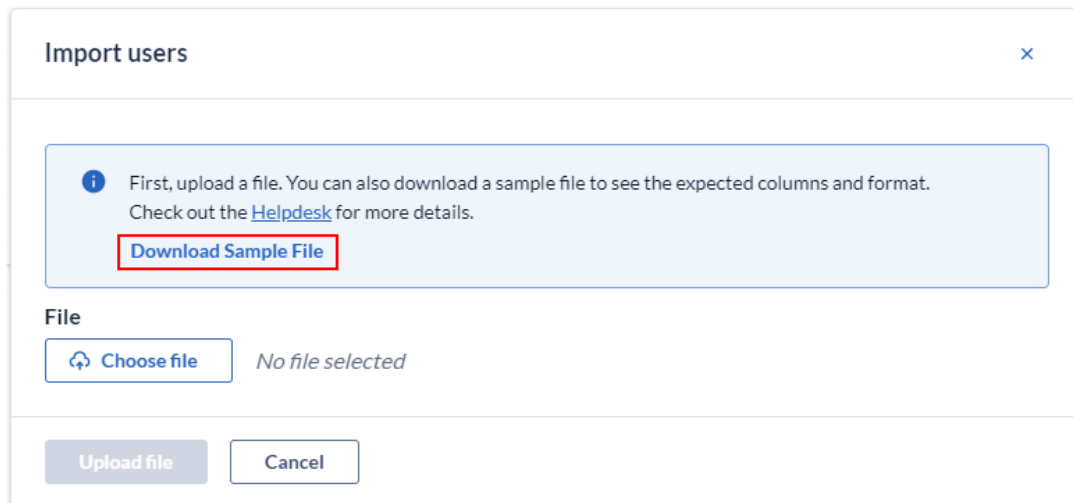 Import users
×
First, upload a file. You can also download a sample file to see the expected columns and format.
Check out the Helpdesk for more details.
Download Sample File
File
Choose file No file selected
Upload file Cancel